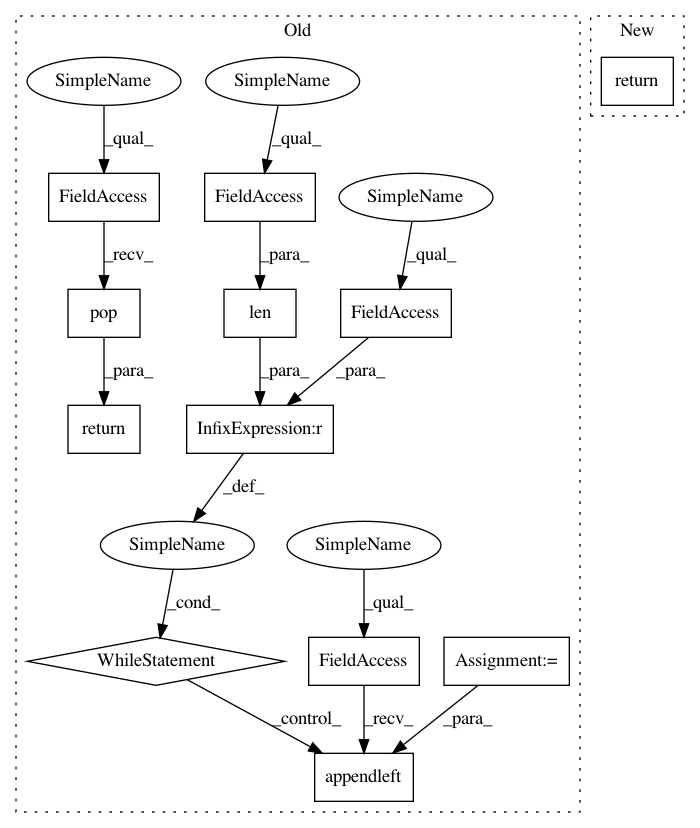 Old
New
SimpleName
SimpleName
return
_qual_
_qual_
FieldAccess
FieldAccess
SimpleName
_recv_
_para_
_qual_
pop
len
FieldAccess
_para_
_para_
_para_
return
InfixExpression:r
_def_
SimpleName
SimpleName
_cond_
_qual_
WhileStatement
FieldAccess
Assignment:=
_control_
_recv_
_para_
appendleft